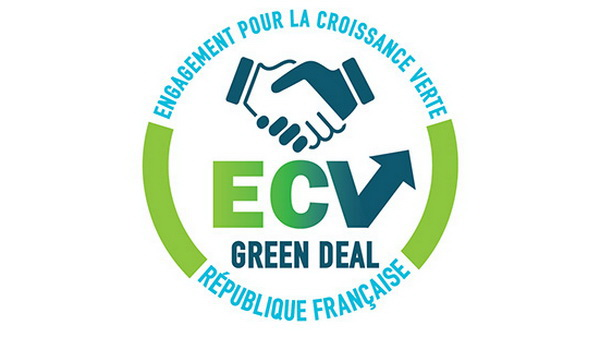 ENGAGEMENT POUR LA CROISSANCE VERTE
ECV
GREEN DEAL
RÉPUBLIQUE FRANÇAISE